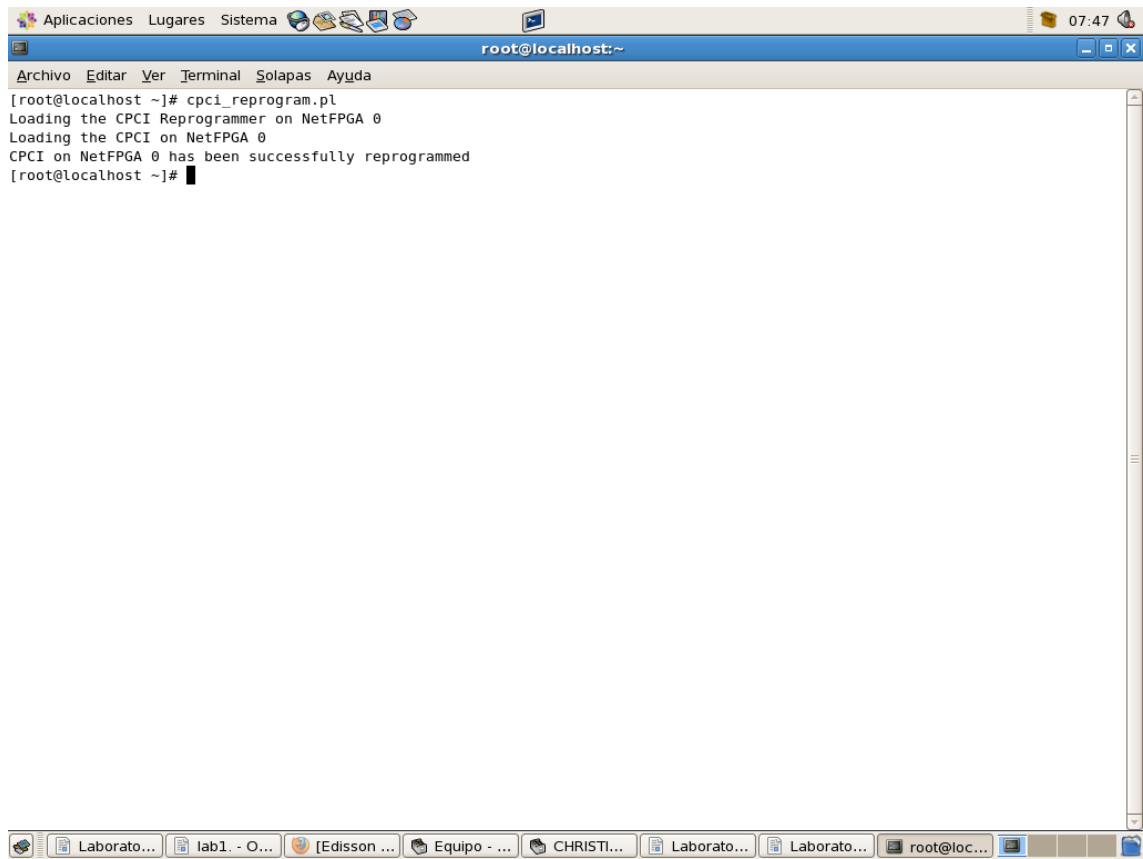 Aplicaciones Lugares Sistema
07:47
root@localhost:~
Archivo Editar Ver Terminal Solapas Ayuda
[root@localhost ~]# cpci_reprogram.pl
Loading the CPCI Reprogrammer on NetFPGA 0
Loading the CPCI on NetFPGA 0
CPCI on NetFPGA 0 has been successfully reprogrammed
[root@localhost ~]#
Laborato... lab1. - O... [Edisson ... Equipo - ... CHRISTI... Laborato... Laborato... root@loc...